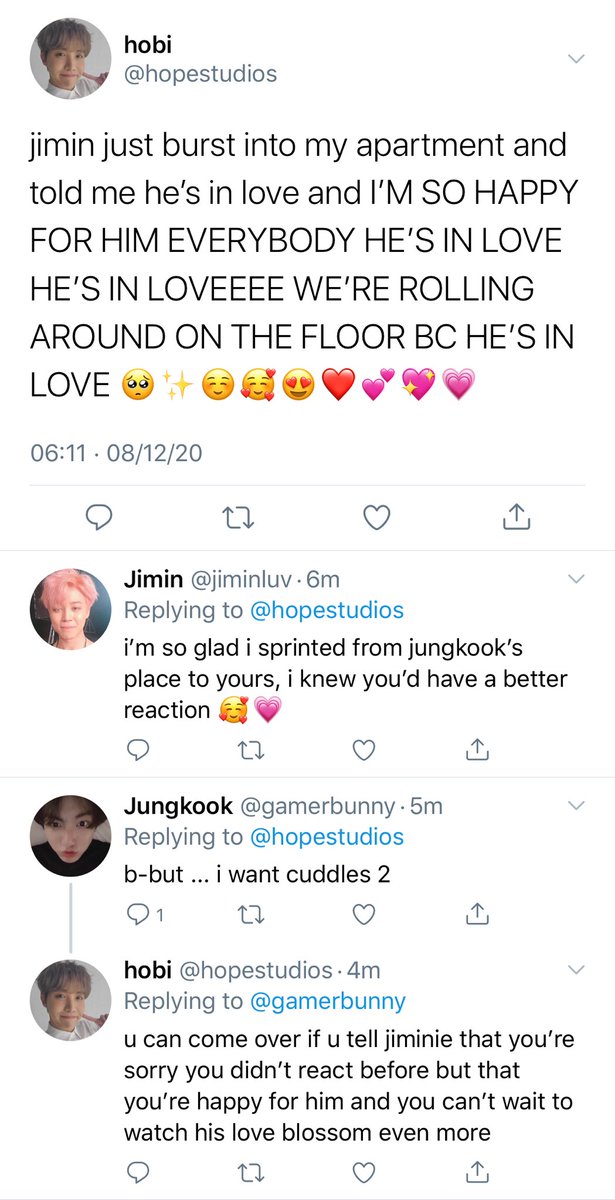 hobi
@hopestudios
jimin just burst into my apartment and
told me he’s in love and I’M SO HAPPY
FOR HIM EVERYBODY HE’S IN LOVE
HE’S IN LOVEEEE WE’RE ROLLING
AROUND ON THE FLOOR BC HE’S IN
LOVE 🥺✨☺️🥰😍❤️💕💖💗
06:11 · 08/12/20
Jimin @jiminluv · 6m
Replying to @hopestudios
i’m so glad i sprinted from jungkook’s
place to yours, i knew you’d have a better
reaction 🥰💗
Jungkook @gamerbunny · 5m
Replying to @hopestudios
b-but ... i want cuddles 2
1
hobi @hopestudios · 4m
Replying to @gamerbunny
u can come over if u tell jiminie that you’re
sorry you didn’t react before but that
you’re happy for him and you can’t wait to
watch his love blossom even more